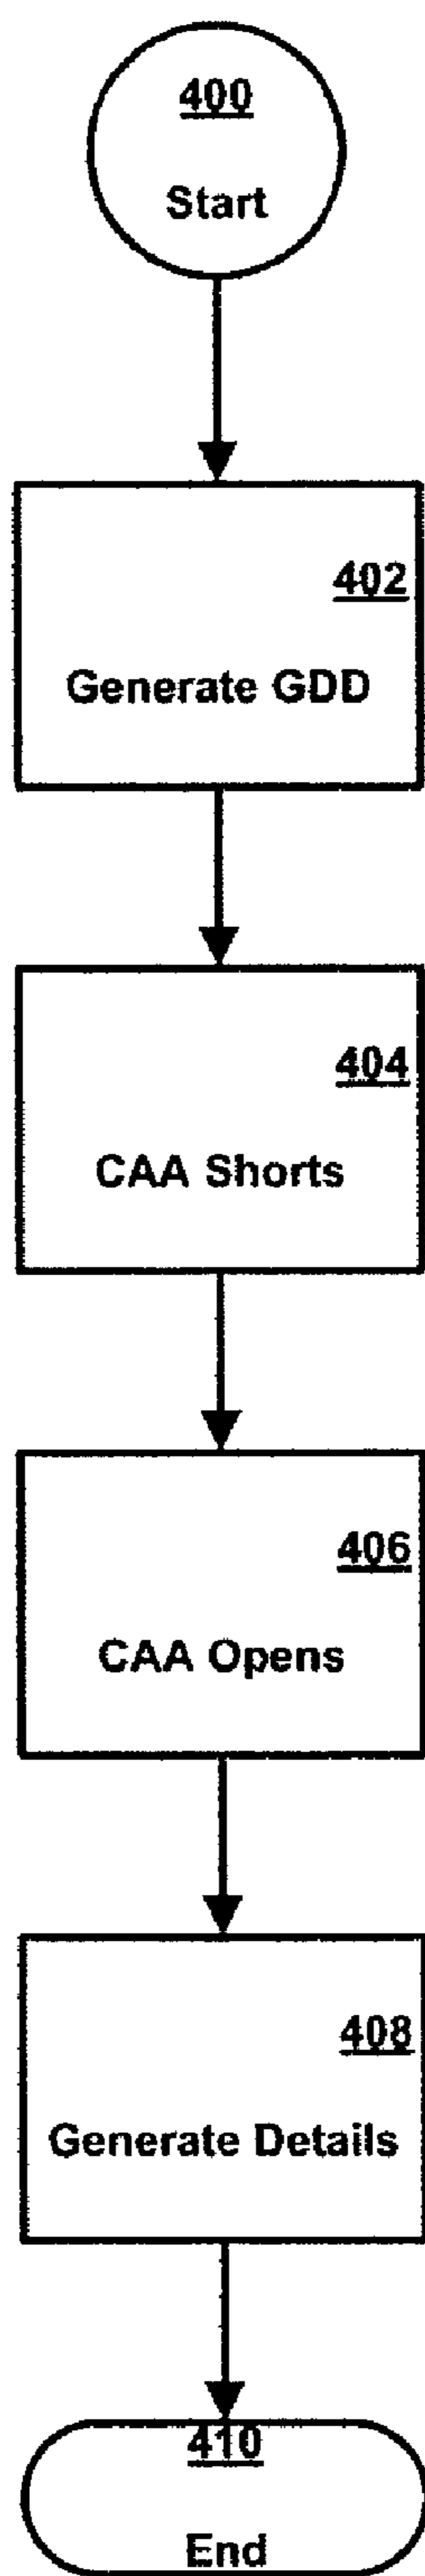 400
Start
402
Generate GDD
404
CAA Shorts
406
CAA Opens
408
Generate Details
410
End